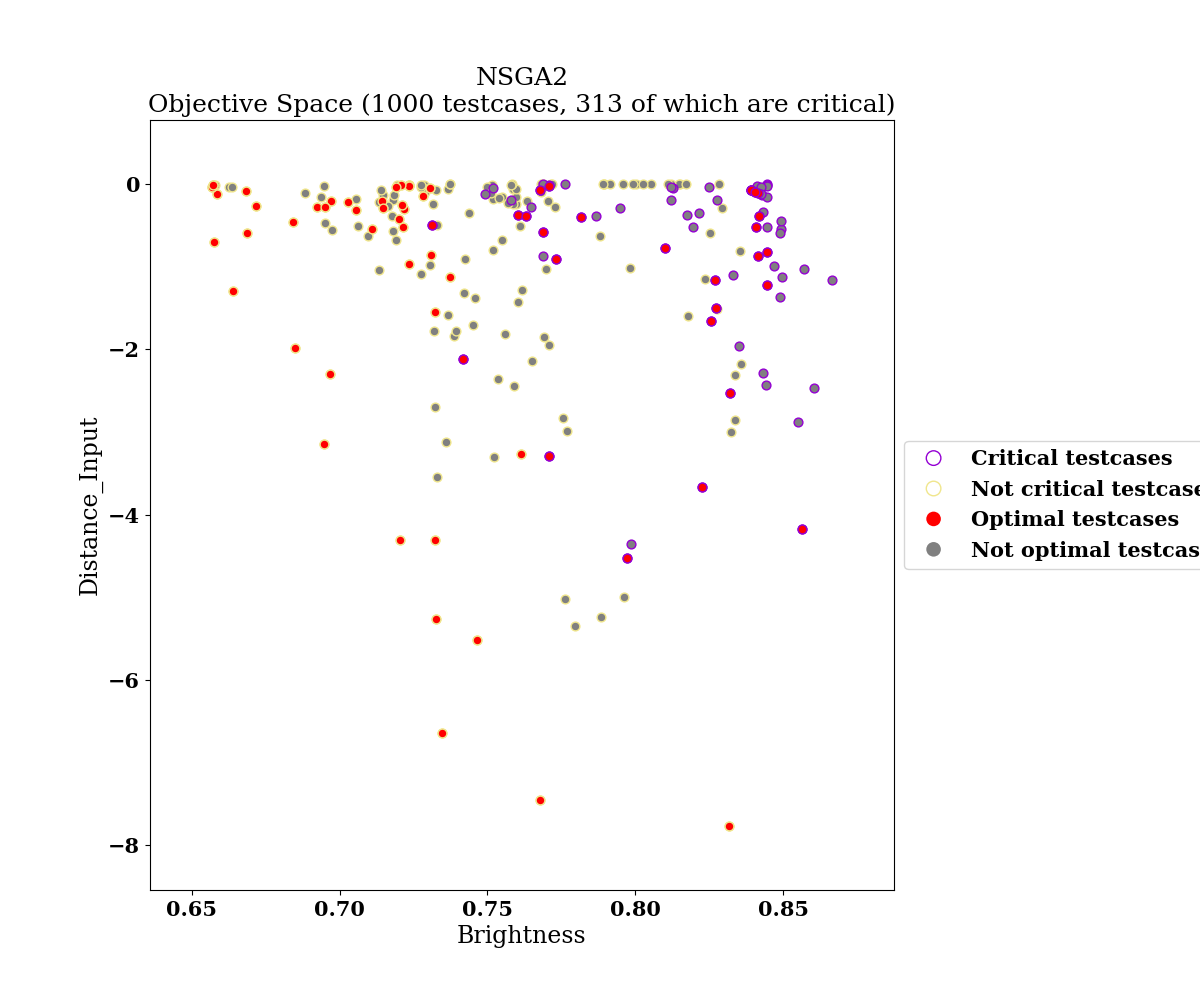 NSGA2
Objective Space (1000 testcases, 313 of which are critical)
0
−2
−4
−6
−8
Distance_Input
0.65 0.70 0.75 0.80 0.85
Brightness
Critical testcases
Not critical testcase
Optimal testcases
Not optimal testcas